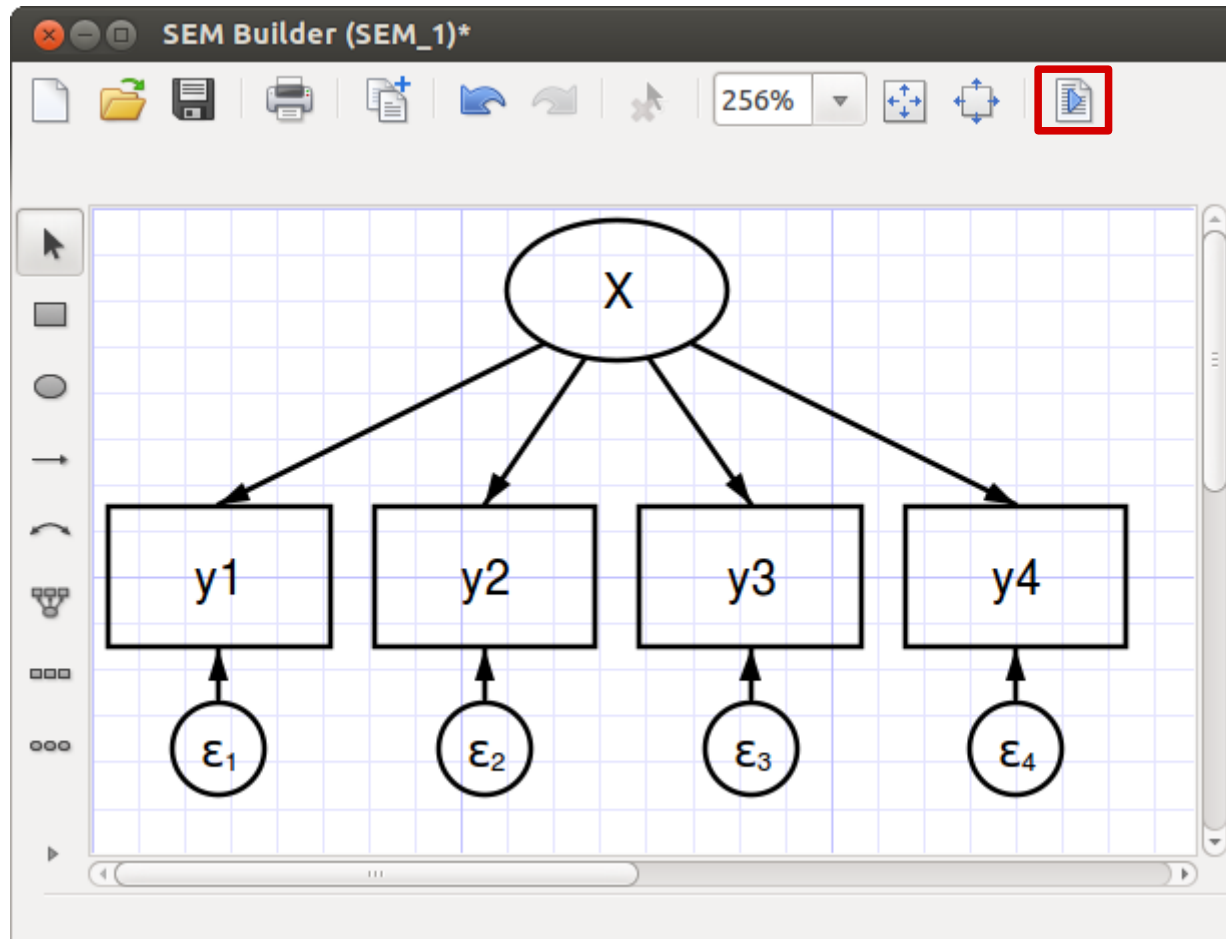 SEM Builder (SEM_1)*
256%
X
y1 y2 y3 y4
ε1 ε2 ε3 ε4